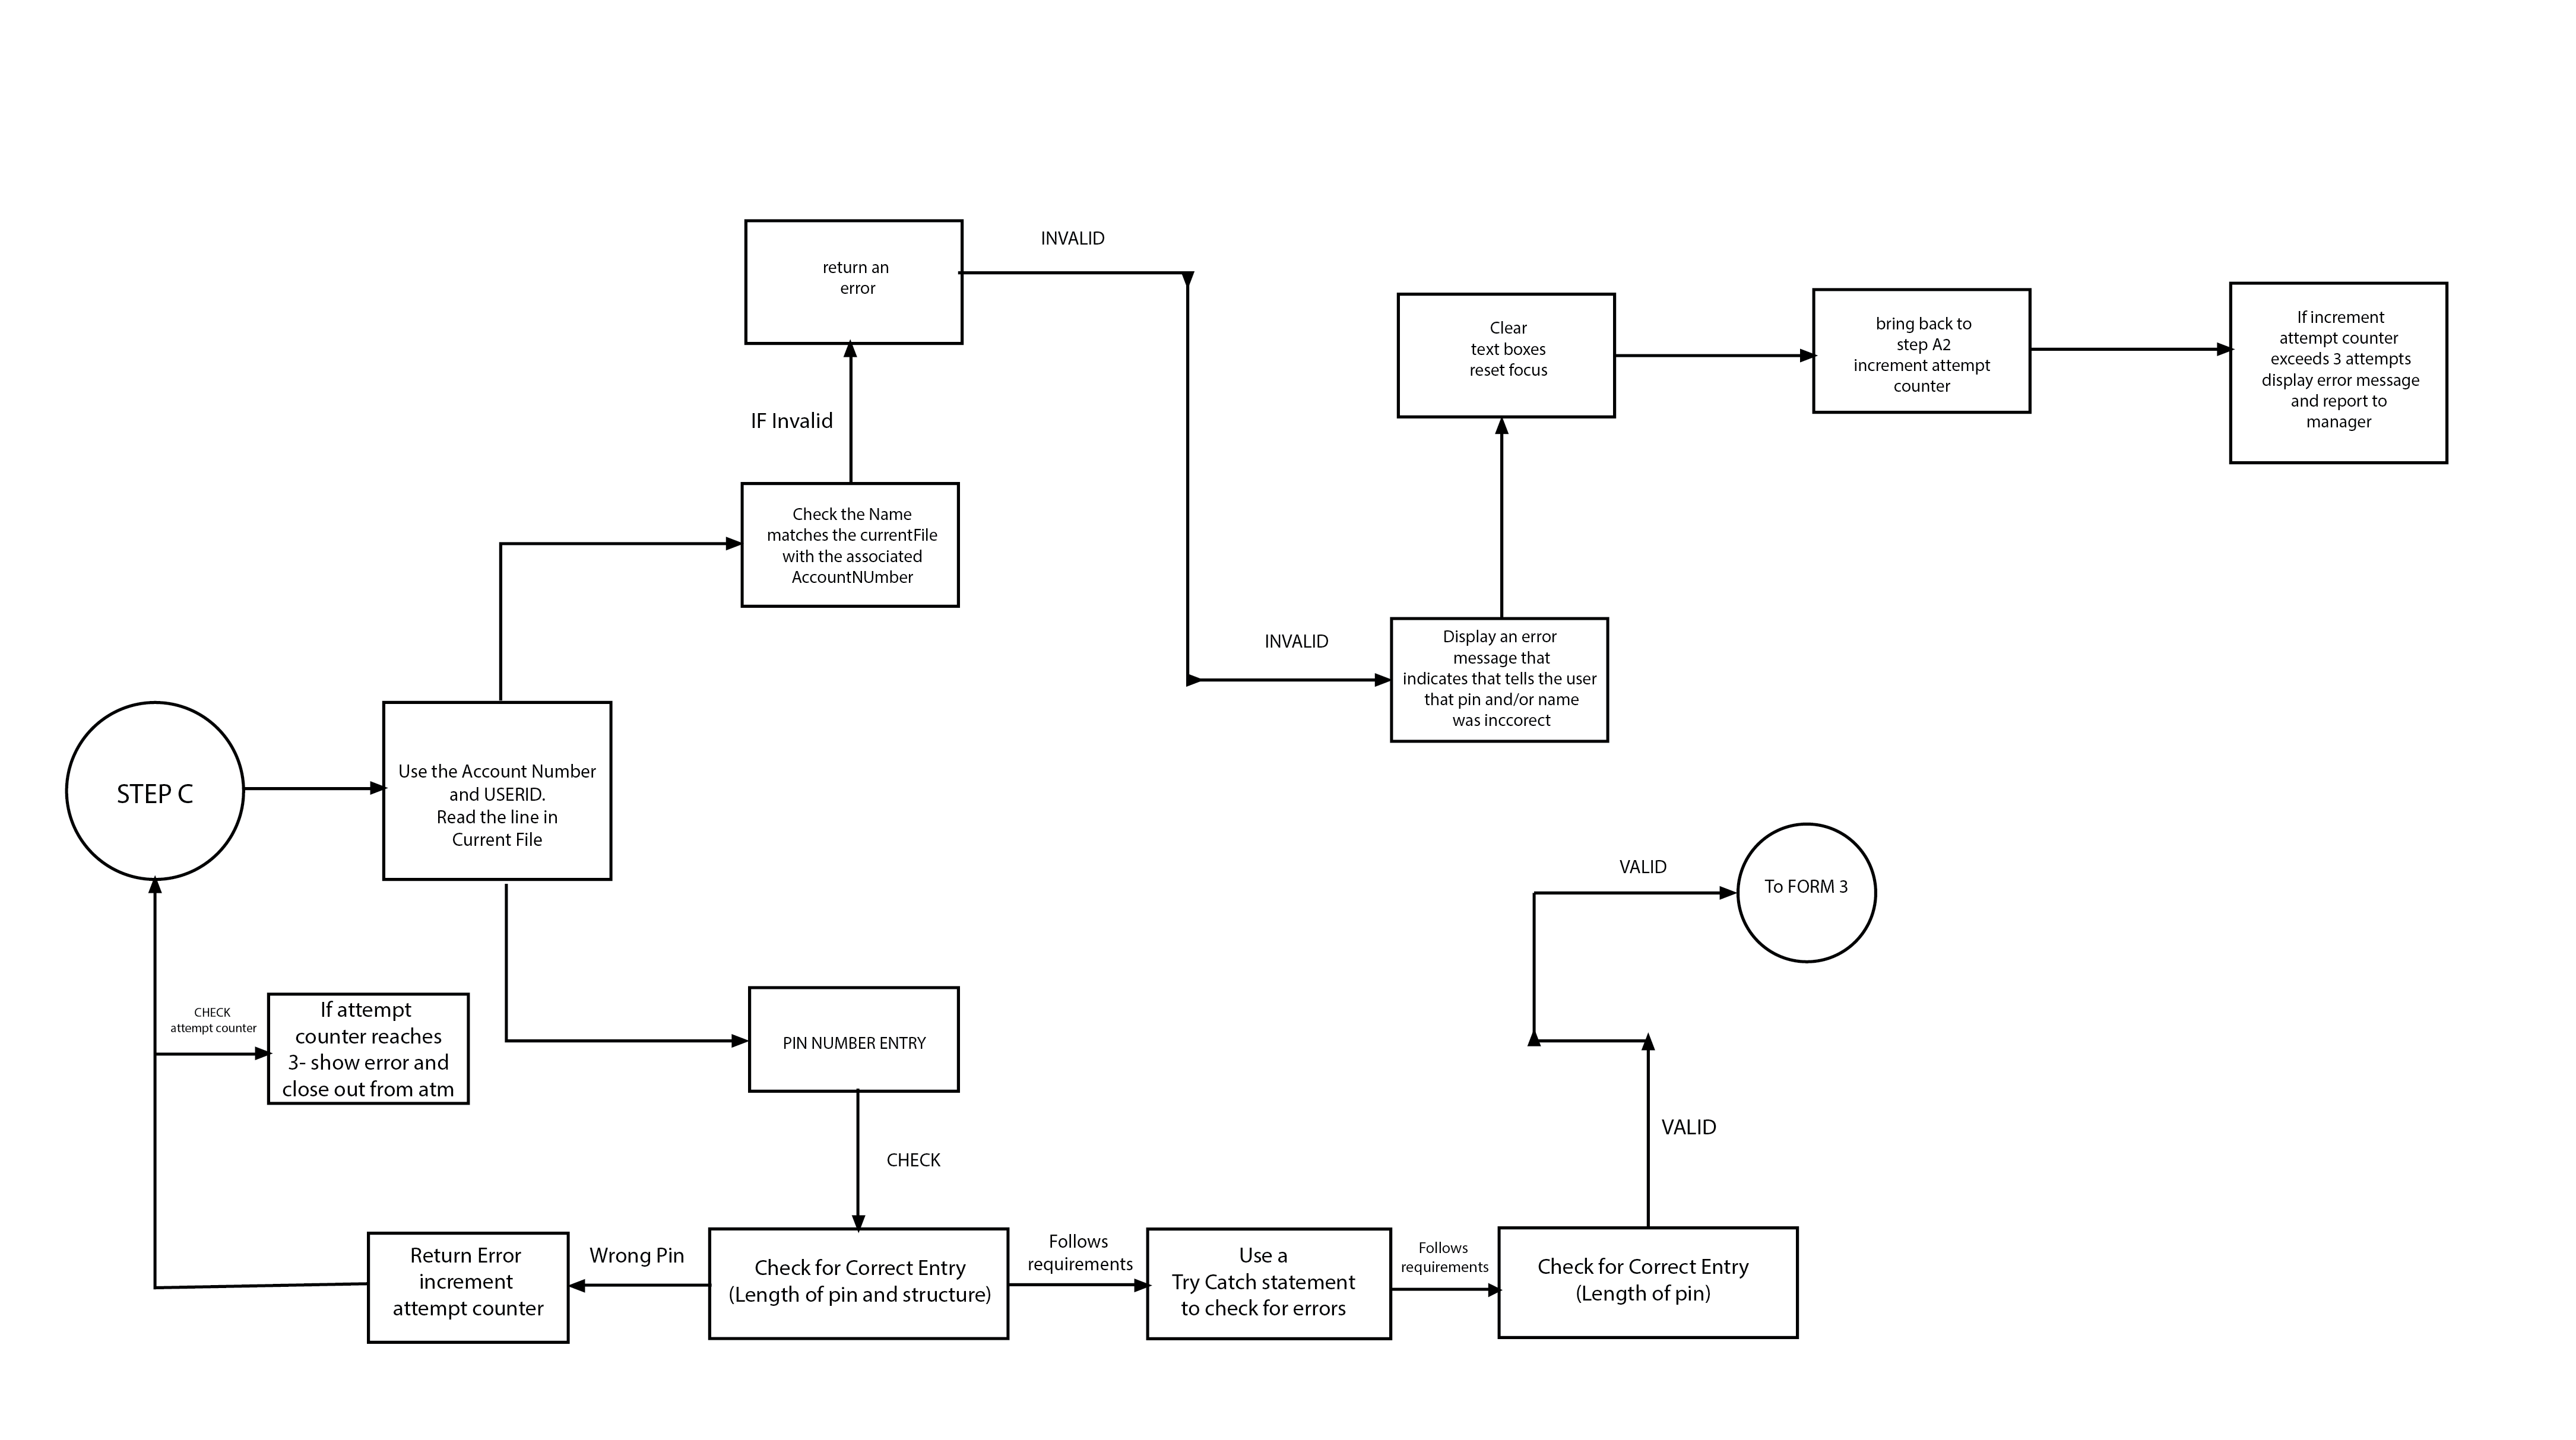 return an
error
INVALID
Clear
text boxes
reset focus
bring back to
step A2
increment attempt
counter
If increment
attempt counter
exceeds 3 attempts
display error message
and report to
manager
IF Invalid
Check the Name
matches the currentFile
with the associated
AccountNUmber
INVALID
Display an error
message that
indicates that tells the user
that pin and/or name
was inccorect
STEP C
Use the Account Number
and USERID.
Read the line in
Current File
VALID
To FORM 3
CHECK
attempt counter
If attempt
counter reaches
3- show error and
close out from atm
PIN NUMBER ENTRY
CHECK
VALID
Return Error
increment
attempt counter
Wrong Pin
Check for Correct Entry
(Length of pin and structure)
Follows
requirements
Use a
Try Catch statement
to check for errors
Follows
requirements
Check for Correct Entry
(Length of pin)